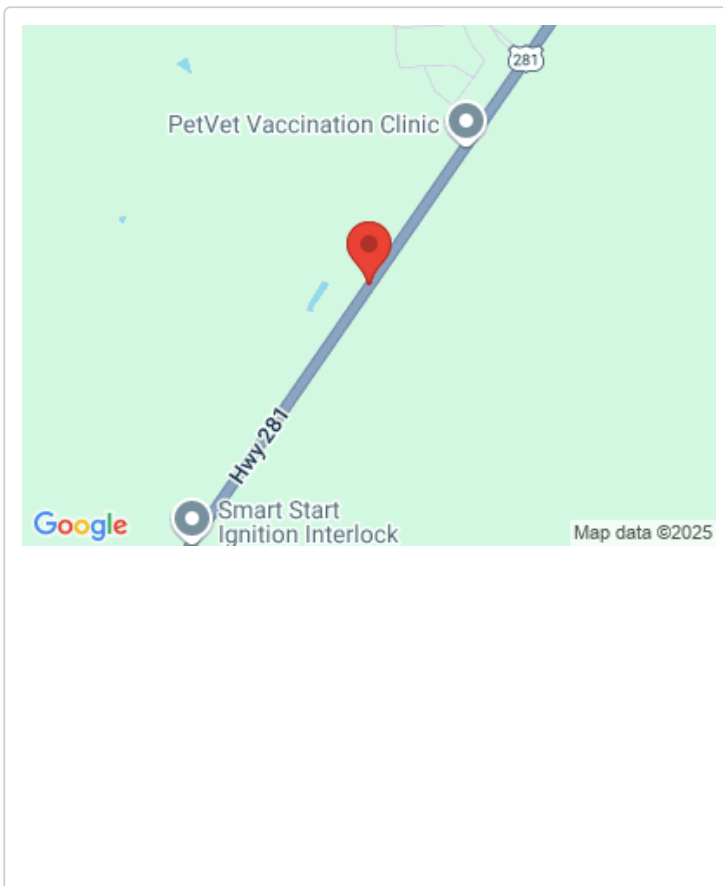 281
PetVet Vaccination Clinic
Hwy 281
Smart Start
Ignition Interlock
Google
Map data ©2025